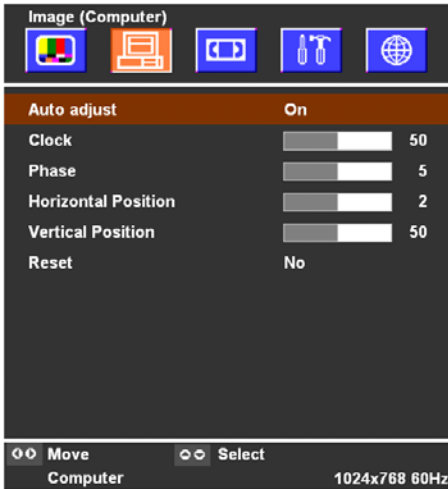 Image (Computer)
Auto adjust On
Clock 50
Phase 5
Horizontal Position 2
Vertical Position 50
Reset No
Move Select
Computer 1024x768 60Hz